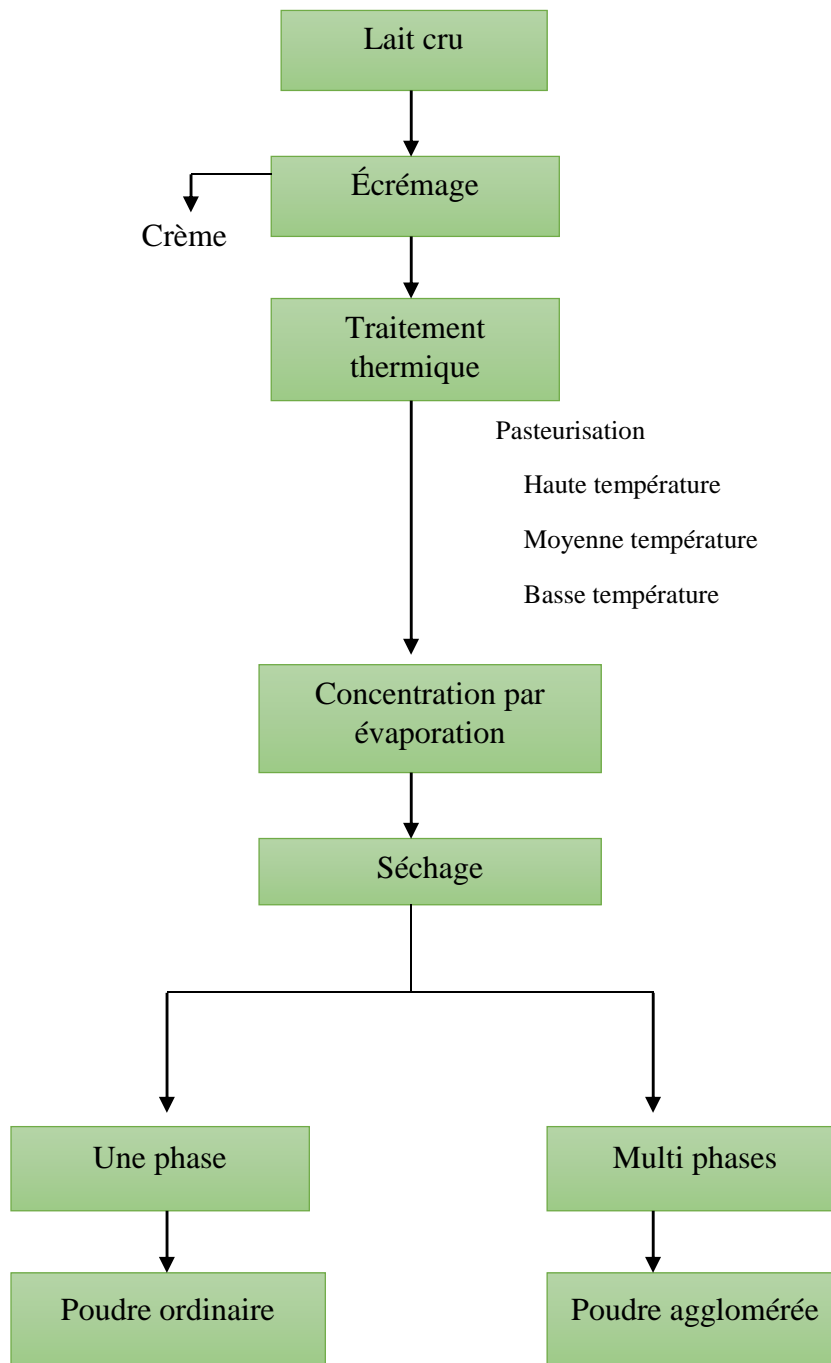 Lait cru
Écrémage
Crème
Traitement
thermique
Pasteurisation
Haute température
Moyenne température
Basse température
Concentration par
évaporation
Séchage
Une phase
Multi phases
Poudre ordinaire
Poudre agglomérée